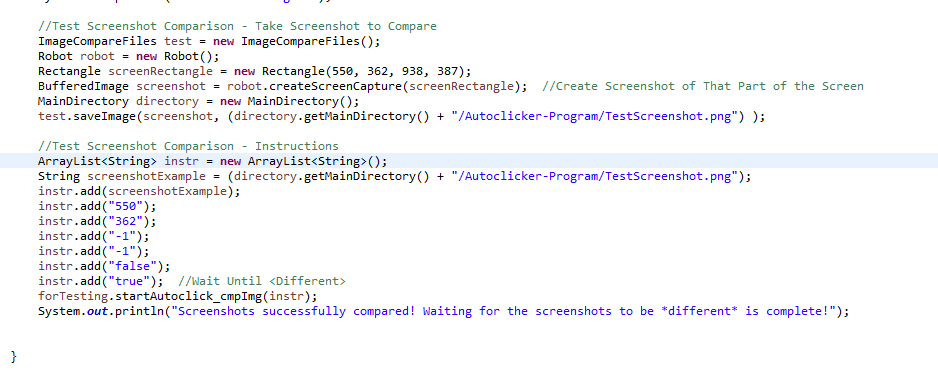 //Test Screenshot Comparison - Take Screenshot to Compare
ImageCompareFiles test = new ImageCompareFiles();
Robot robot = new Robot();
Rectangle screenRectangle = new Rectangle(550, 362, 938, 387);
BufferedImage screenshot = robot.createScreenCapture(screenRectangle);  //Create Screenshot of That Part of the Screen
MainDirectory directory = new MainDirectory();
test.saveImage(screenshot, (directory.getMainDirectory() + "/Autoclicker-Program/TestScreenshot.png") );
//Test Screenshot Comparison - Instructions
ArrayList<String> instr = new ArrayList<String>();
String screenshotExample = (directory.getMainDirectory() + "/Autoclicker-Program/TestScreenshot.png");
instr.add(screenshotExample);
instr.add("550");
instr.add("362");
instr.add("-1");
instr.add("-1");
instr.add("false");
instr.add("true");  //Wait Until <Different>
forTesting.startAutoclick_cmpImg(instr);
System.out.println("Screenshots successfully compared! Waiting for the screenshots to be *different* is complete!");
}